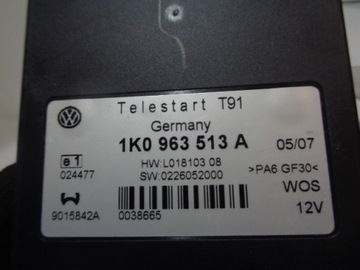 Telestart T91
Germany
1K0 963 513 A 05/07
e1
024477
HW:L018103 08
SW:0226052000
>PA6 GF30<
WOS
12V
9015842A
0038665